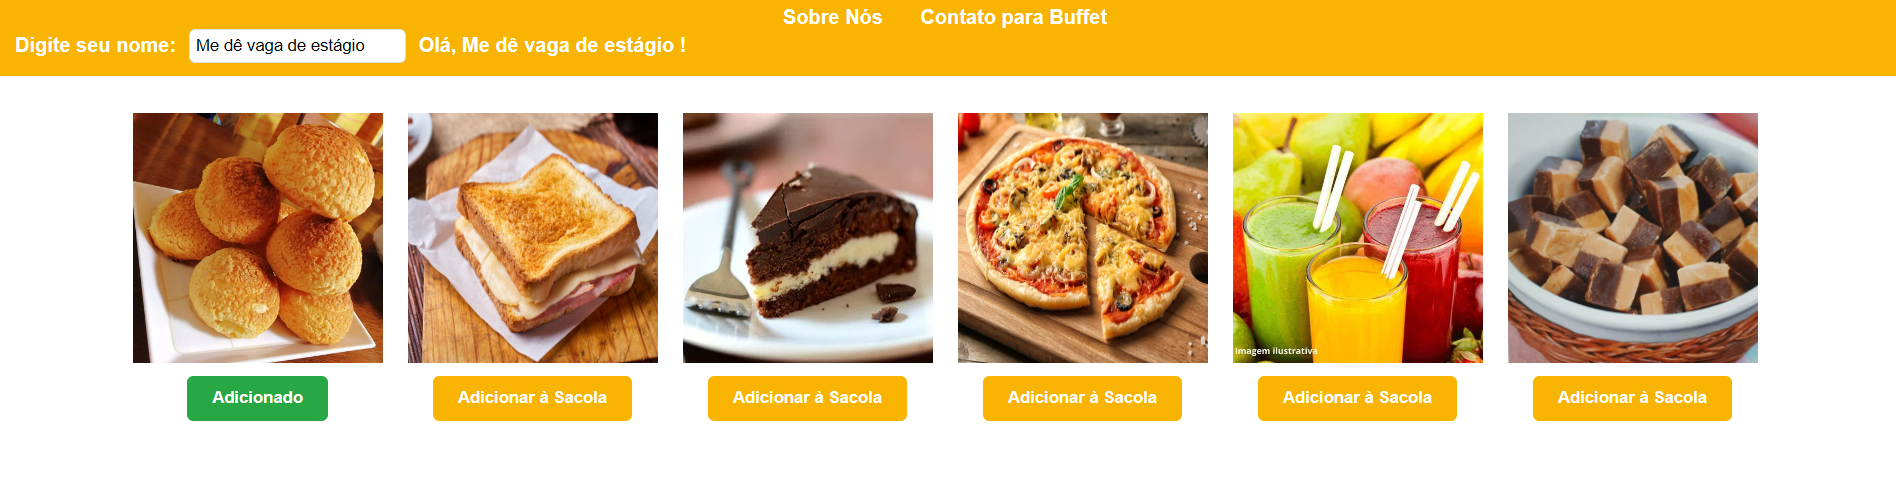 Sobre Nós Contato para Buffet
Digite seu nome: Me dê vaga de estágio Olá, Me dê vaga de estágio !
Imagem ilustrativa
Adicionado Adicionar à Sacola Adicionar à Sacola Adicionar à Sacola Adicionar à Sacola Adicionar à Sacola